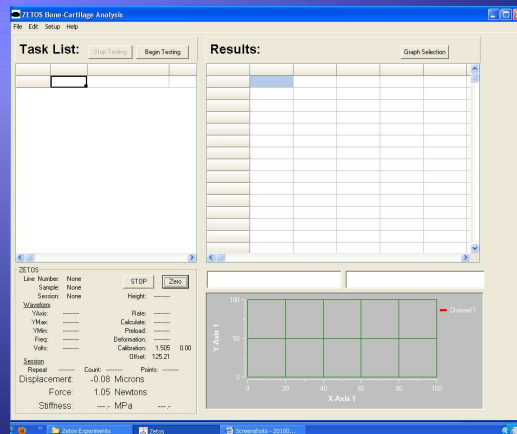 ZETOS Bone-Cartilage Analysis
File Edit Setup Help
Task List: Stop Testing Begin Testing
Results: Graph Selection
ZETOS
Line Number: None STOP Zero
Sample: None
Session: None Height: --------
Waveform
YAxis: -------- Rate: --------
YMax: -------- Calculate: --------
YMin: -------- Preload: --------
Freq: -------- Deformation: --------
Volts: -------- Calibration: 1.505 0.00
Offset: 125.21
Session
Repeat -------- Count: -------- Points: --------
Displacement: -0.08 Microns
Force: 1.05 Newtons
Stiffness: ---.- MPa ---.-
100
50
0
Y-Axis 1
0 20 40 60 80 100
X-Axis 1
Channel 1
Zetos Experiments Zetos Screenshots - 20100...